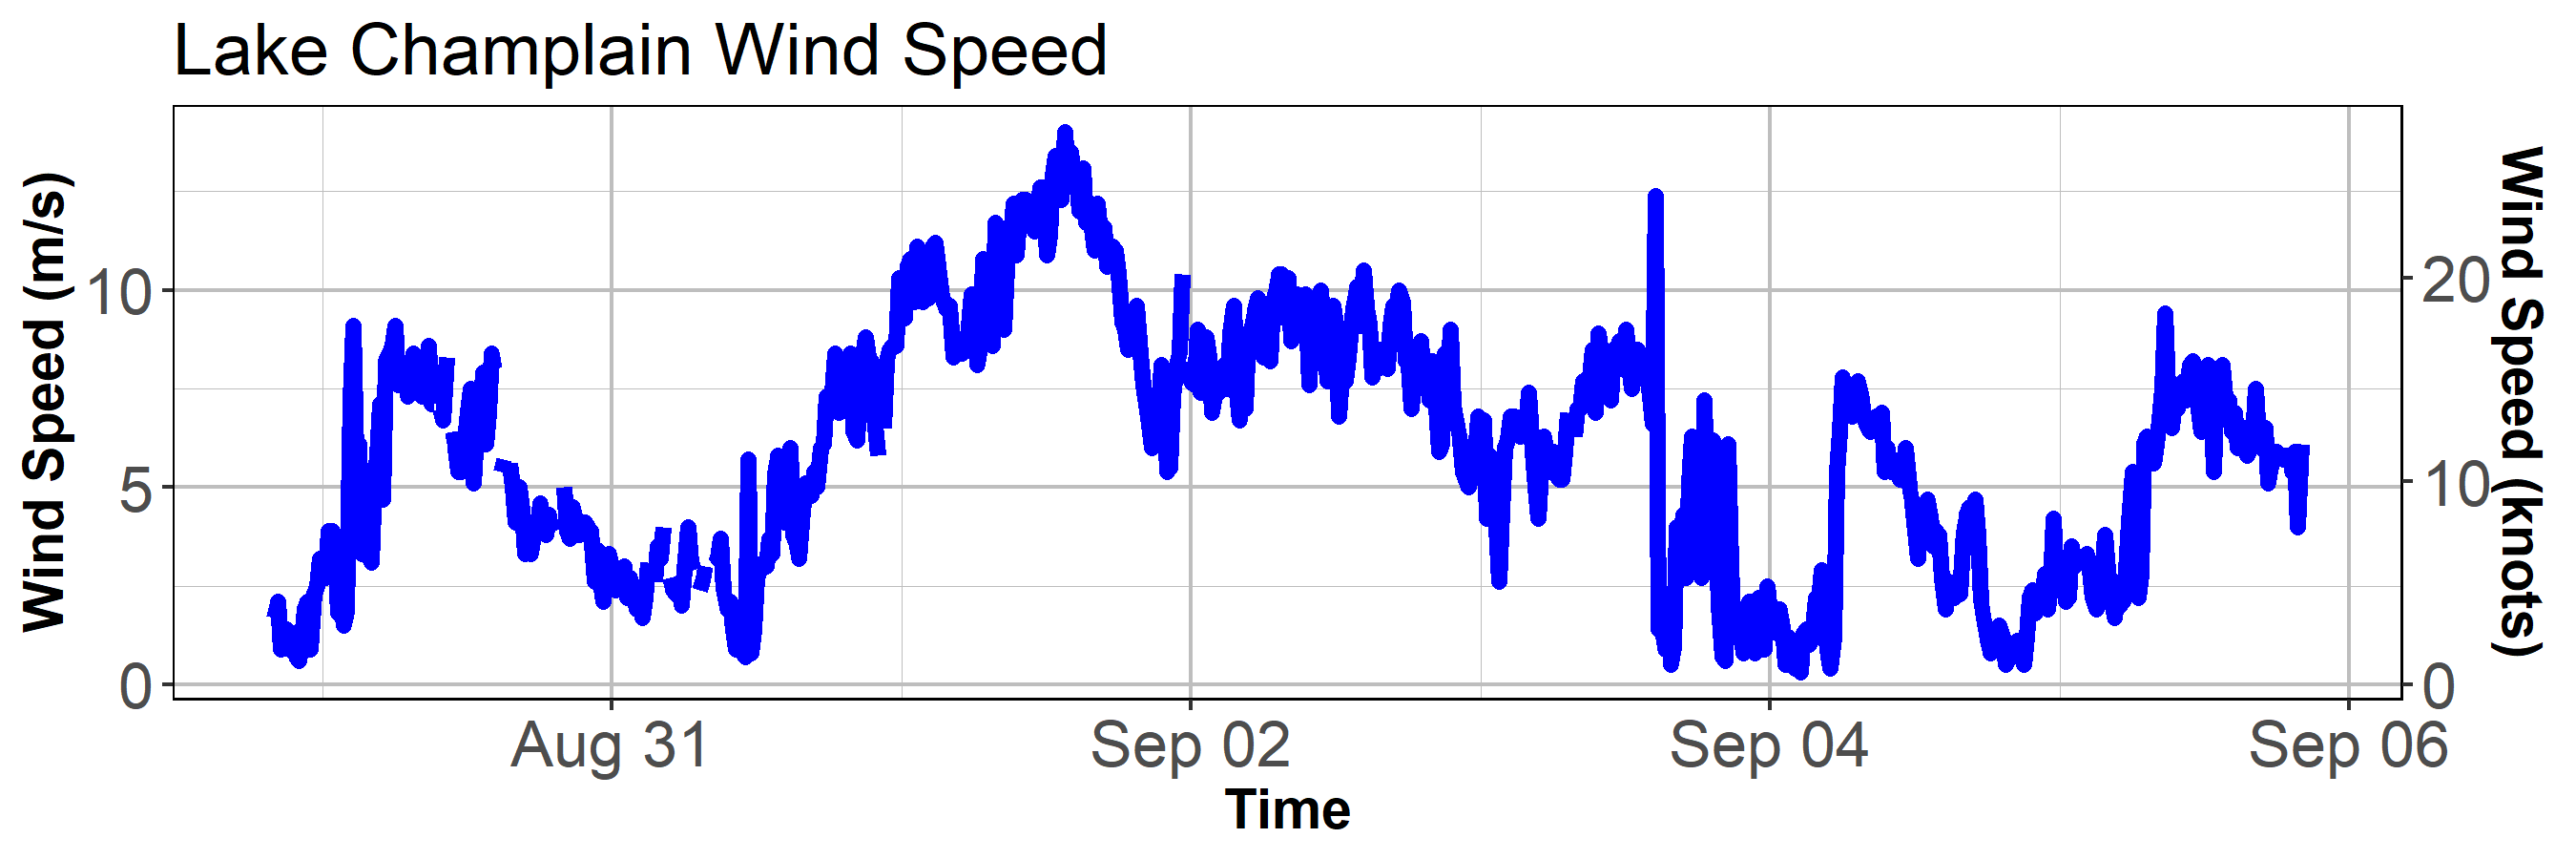 Lake Champlain Wind Speed
Wind Speed (m/s)
10
5
0
20
10
0
Wind Speed (knots)
Aug 31
Sep 02
Sep 04
Sep 06
Time